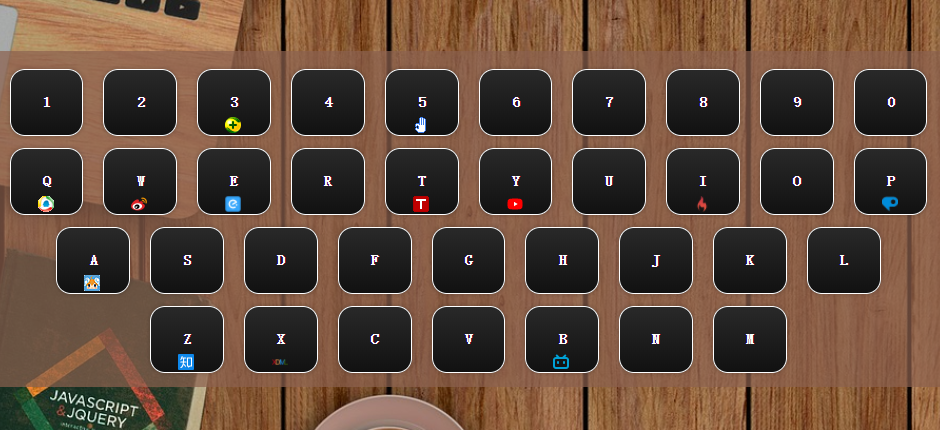 1 2 3 4 5 6 7 8 9 0
Q W E R T Y U I O P
T
A S D F G H J K L
Z X C V B N M
知
JAVASCRIPT
&JQUERY